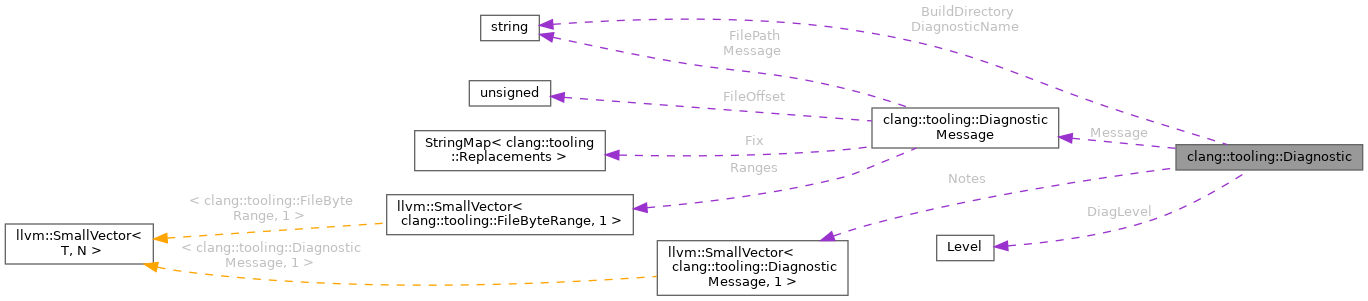 BuildDirectory
DiagnosticName
string
FilePath
Message
unsigned
FileOffset
clang::tooling::Diagnostic
Message
Message
StringMap< clang::tooling
::Replacements >
Fix
clang::tooling::Diagnostic
Ranges
Notes
< clang::tooling::FileByte
Range, 1 >
llvm::SmallVector<
clang::tooling::FileByteRange, 1 >
DiagLevel
llvm::SmallVector<
T, N >
< clang::tooling::Diagnostic
Message, 1 >
Level
llvm::SmallVector<
clang::tooling::Diagnostic
Message, 1 >